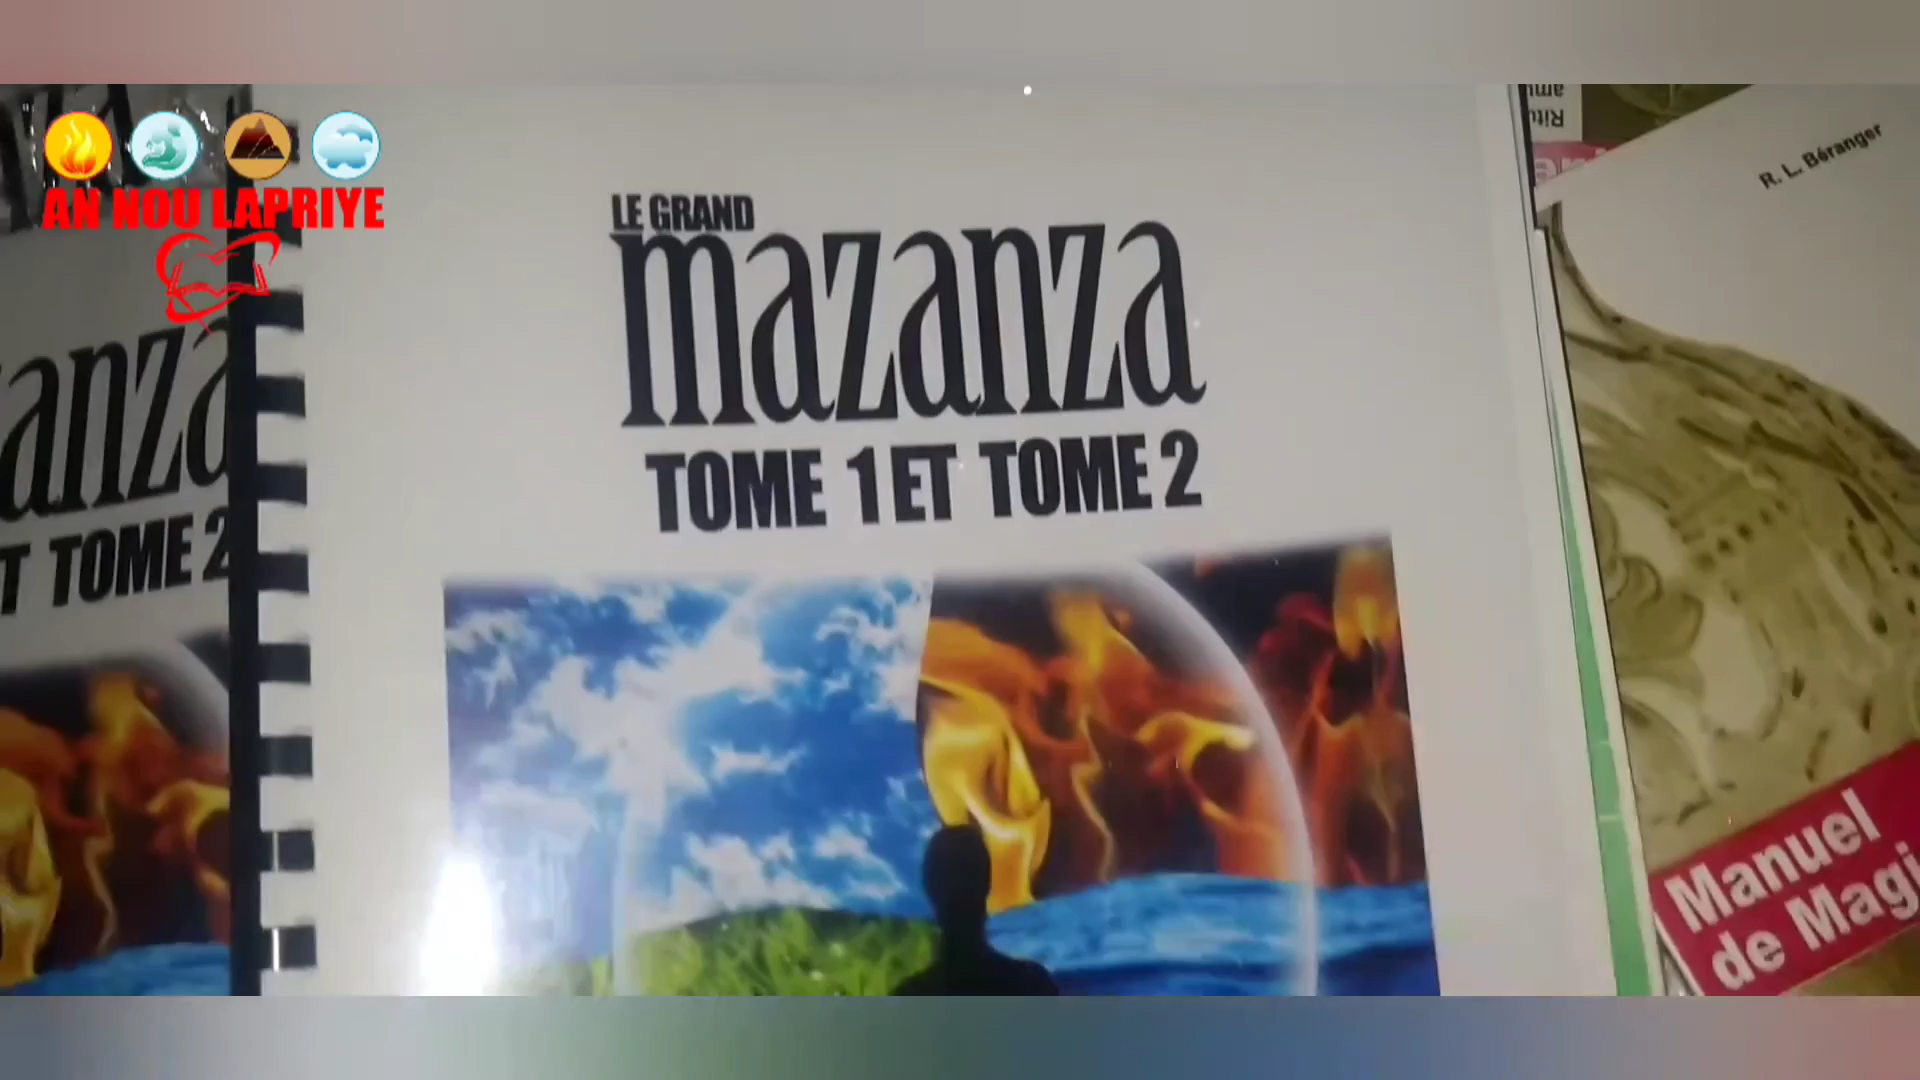 AN NOU LAPRIYE
LE GRAND
mazanza
TOME 1 ET TOME 2
anza
T TOME 2
R. L. Béranger
Manuel
de Magi